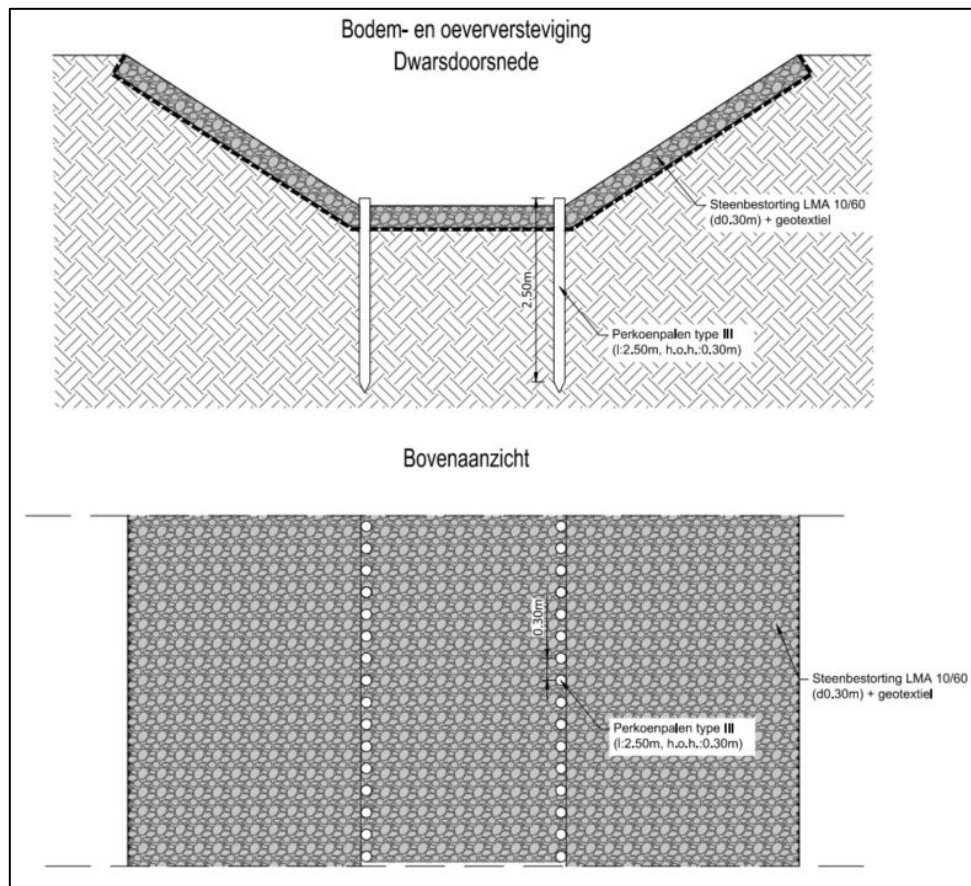 Bodem- en oeverversteviging
Dwarsdoorsnede
Steenbestorting LMA 10/60
(d0.30m) + geotextiel
2.50m
Perkoenpalen type III
(l:2.50m, h.o.h.:0.30m)
Bovenaanzicht
0.30m
Steenbestorting LMA 10/60
(d0.30m) + geotextiel
Perkoenpalen type III
(l:2.50m, h.o.h.:0.30m)